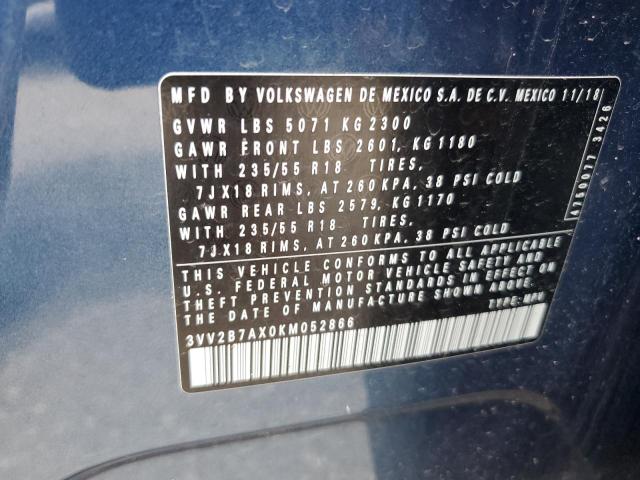 MFD BY VOLKSWAGEN DE MEXICO S.A. DE C.V. MEXICO 11/18
GVWR LBS 5071 KG 2300
GAWR FRONT LBS 2601, KG 1180
WITH 235/55 R18 TIRES,
7JX18 RIMS, AT 260 KPA, 38 PSI COLD
GAWR REAR LBS 2579, KG 1170
WITH 235/55 R18 TIRES,
7JX18 RIMS, AT 260 KPA, 38 PSI COLD
THIS VEHICLE CONFORMS TO ALL APPLICABLE
U.S. FEDERAL MOTOR VEHICLE SAFETY AND
THEFT PREVENTION STANDARDS IN EFFECT ON
THE DATE OF MANUFACTURE SHOWN ABOVE.
TYPE:
3VV2B7AX0KM052866
3426